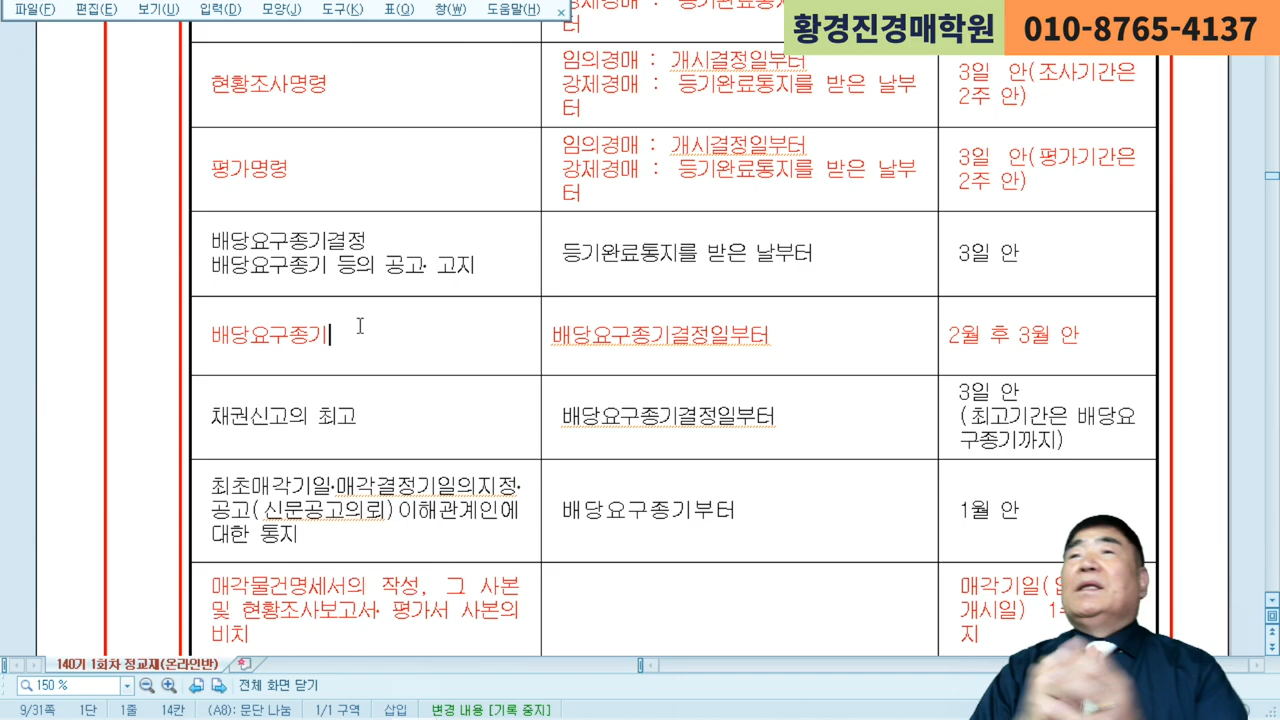 파일(F) 편집(E) 보기(U) 입력(D) 모양(J) 도구(K) 표(Q) 창(W) 도움말(H)
황경진경매학원 010-8765-4137
터
현황조사명령
임의경매 : 개시결정일부터
강제경매 : 등기완료통지를 받은 날부
터
3일 안(조사기간은
2주 안)
평가명령
임의경매 : 개시결정일부터
강제경매 : 등기완료통지를 받은 날부
터
3일 안(평가기간은
2주 안)
배당요구종기결정
배당요구종기 등의 공고· 고지
등기완료통지를 받은 날부터
3일 안
배당요구종기
배당요구종기결정일부터
2월 후 3월 안
채권신고의 최고
배당요구종기결정일부터
3일 안
(최고기간은 배당요
구종기까지)
최초매각기일·매각결정기일의지정·
공고(신문공고의뢰)이해관계인에
대한 통지
배당요구종기부터
1월 안
매각물건명세서의 작성, 그 사본
및 현황조사보고서· 평가서 사본의
비치
매각기일(
개시일)
지
140기 1회차 정교재(온라인반)
150 % 전체 화면 닫기
9/31쪽 1단 1줄 14칸 (A8): 문단 나눔 1/1 구역 삽입 변경 내용 [기록 중지]